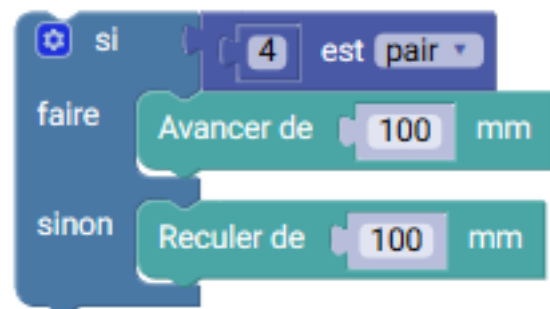 si 4 est pair
faire Avancer de 100 mm
sinon Reculer de 100 mm